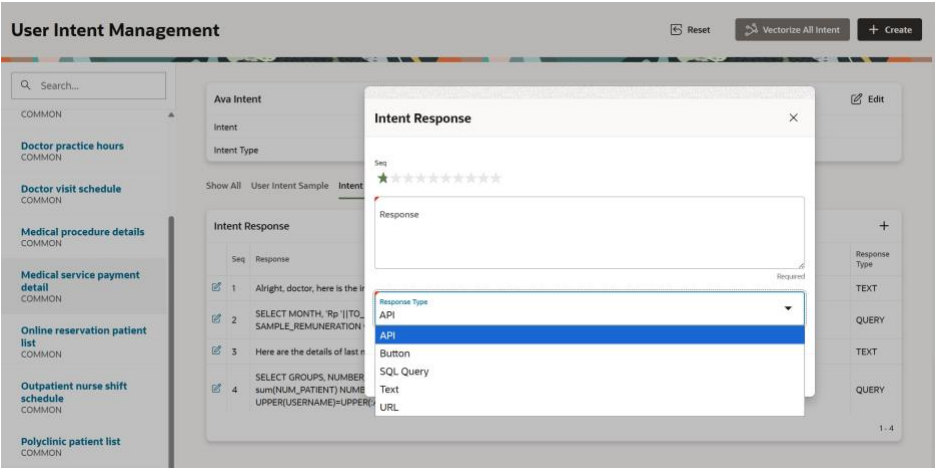 User Intent Management
Reset
Vectorize All Intent
+ Create
Search...
COMMON
Doctor practice hours
COMMON
Doctor visit schedule
COMMON
Medical procedure details
COMMON
Medical service payment
detail
COMMON
Online reservation patient
list
COMMON
Outpatient nurse shift
schedule
COMMON
Polyclinic patient list
COMMON
Ava Intent
Edit
Intent
Intent Type
Show All User Intent Sample Intent
Intent Response
+
Seq Response
Response
Type
1 Alright, doctor, here is the
TEXT
2 SELECT MONTH, 'Rp '||TO_
SAMPLE_REMUNERATION
QUERY
3 Here are the details of last
TEXT
4 SELECT GROUPS, NUMBER
sum(NUM_PATIENT) NUMB
UPPER(USERNAME)=UPPER(
QUERY
1 - 4
Intent Response
Seq
Response
Required
Response Type
API
API
Button
SQL Query
Text
URL